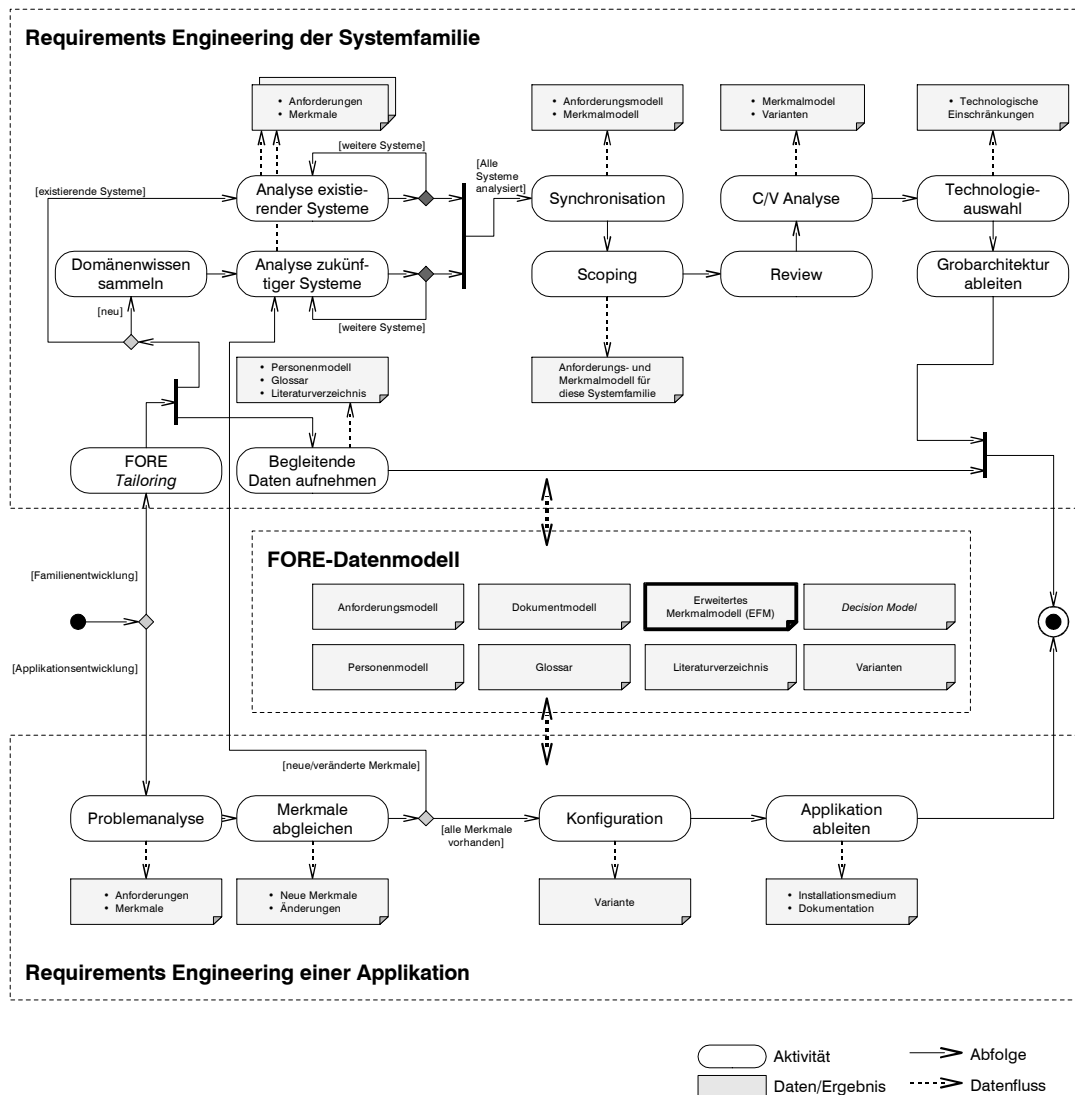 Requirements Engineering der Systemfamilie
• Anforderungen
• Merkmale
• Anforderungsmodell
• Merkmalmodell
• Merkmalmodel
• Varianten
• Technologische
Einschränkungen
[weitere Systeme]
[Alle
Systeme
analysiert]
[existierende Systeme]
Analyse existie-
render Systeme
Synchronisation
C/V Analyse
Technologie-
auswahl
Domänenwissen
sammeln
Analyse zukünf-
tiger Systeme
Scoping
Review
Grobarchitektur
ableiten
[neu]
[weitere Systeme]
• Personenmodell
• Glossar
• Literaturverzeichnis
Anforderungs- und
Merkmalmodell für
diese Systemfamilie
FORE
Tailoring
Begleitende
Daten aufnehmen
FORE-Datenmodell
[Familienentwicklung]
Anforderungsmodell
Dokumentmodell
Erweitertes
Merkmalmodell (EFM)
Decision Model
[Applikationsentwicklung]
Personenmodell
Glossar
Literaturverzeichnis
Varianten
[neue/veränderte Merkmale]
Problemanalyse
Merkmale
abgleichen
[alle Merkmale
vorhanden]
Konfiguration
Applikation
ableiten
• Anforderungen
• Merkmale
• Neue Merkmale
• Änderungen
Variante
• Installationsmedium
• Dokumentation
Requirements Engineering einer Applikation
Aktivität
Abfolge
Daten/Ergebnis
Datenfluss